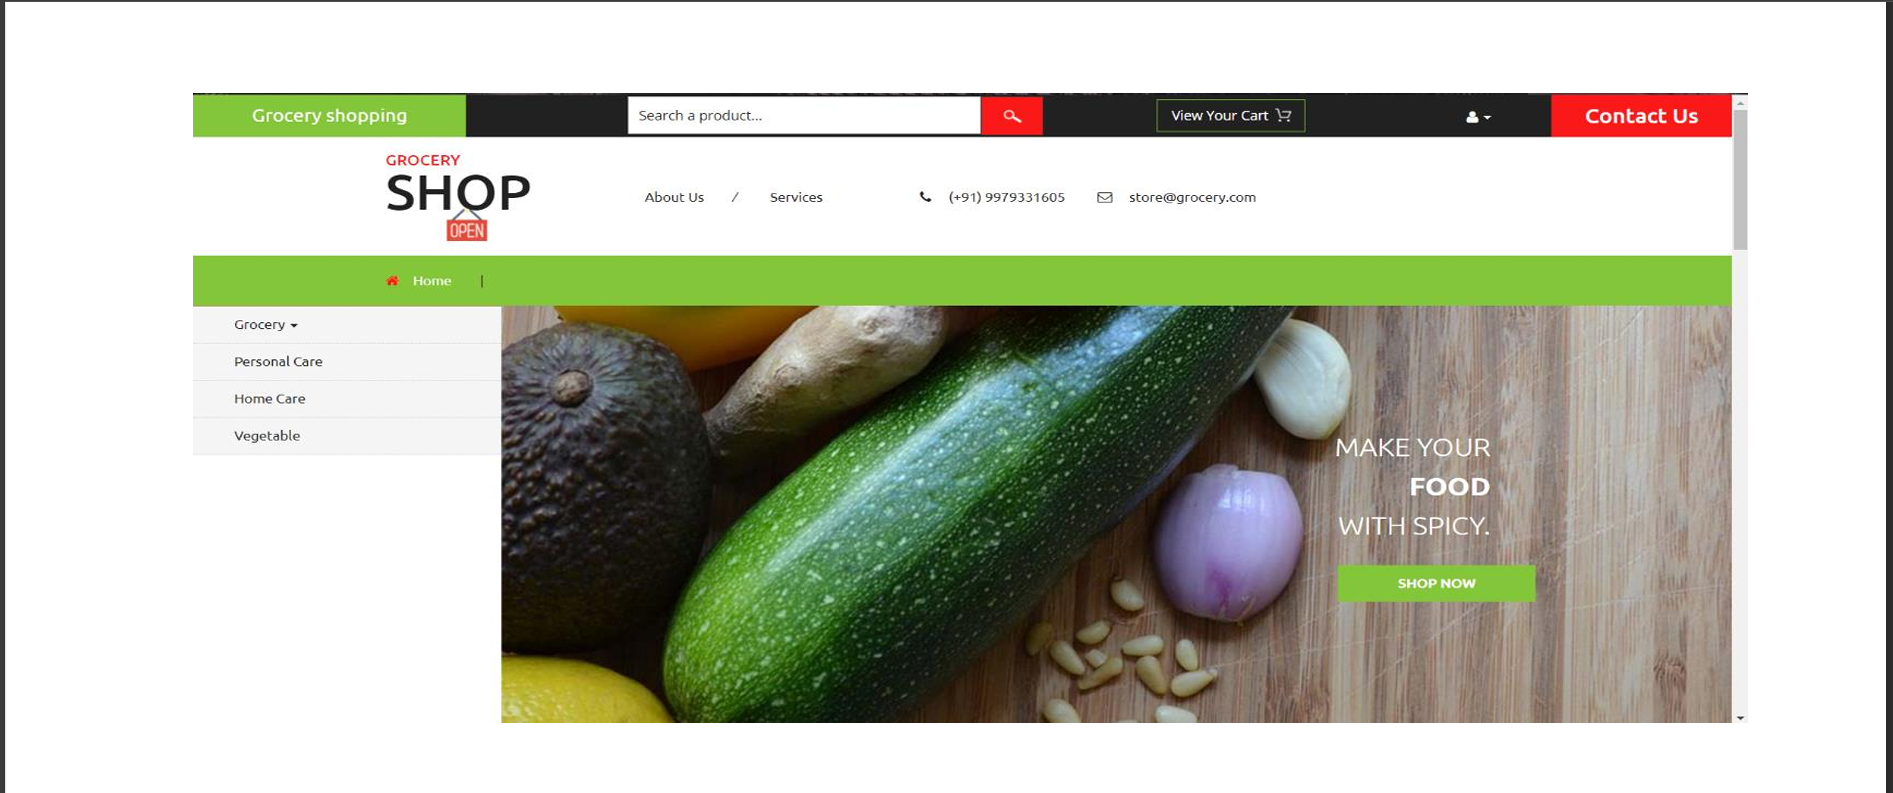 Grocery shopping
Search a product...
View Your Cart
Contact Us
GROCERY
SHOP
OPEN
About Us / Services
(+91) 9979331605
store@grocery.com
Home |
Grocery
Personal Care
Home Care
Vegetable
MAKE YOUR
FOOD
WITH SPICY.
SHOP NOW